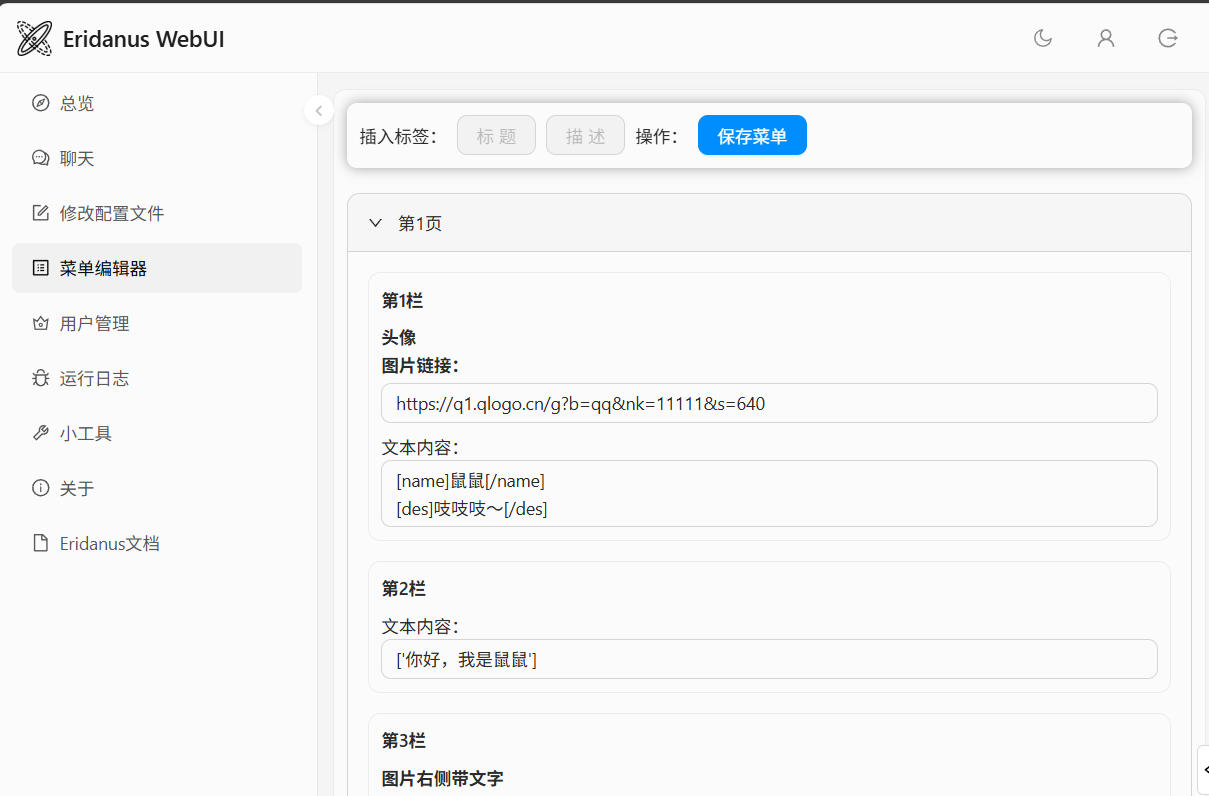 Eridanus WebUI
总览
聊天
修改配置文件
菜单编辑器
用户管理
运行日志
小工具
关于
Eridanus文档
插入标签： 标题 描述 操作： 保存菜单
第1页
第1栏
头像
图片链接：
https://q1.qlogo.cn/g?b=qq&nk=11111&s=640
文本内容：
[name]鼠鼠[/name]
[des]吱吱吱～[/des]
第2栏
文本内容：
['你好，我是鼠鼠']
第3栏
图片右侧带文字